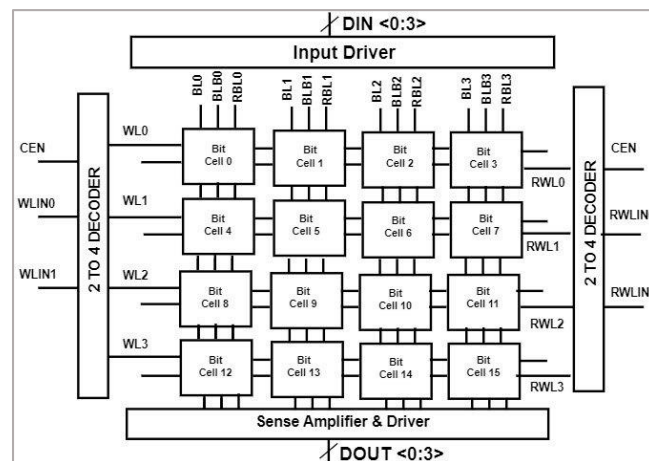 DIN <0:3>
Input Driver
BL0 BLB0 RBL0 BL1 BLB1 RBL1 BL2 BLB2 RBL2 BL3 BLB3 RBL3
2 TO 4 DECODER
CEN
WLIN0
WLIN1
WL0
WL1
WL2
WL3
Bit
Cell 0
Bit
Cell 1
Bit
Cell 2
Bit
Cell 3
Bit
Cell 4
Bit
Cell 5
Bit
Cell 6
Bit
Cell 7
Bit
Cell 8
Bit
Cell 9
Bit
Cell 10
Bit
Cell 11
Bit
Cell 12
Bit
Cell 13
Bit
Cell 14
Bit
Cell 15
RWL0
RWL1
RWL2
RWL3
2 TO 4 DECODER
CEN
RWLIN
RWLIN
Sense Amplifier & Driver
DOUT <0:3>